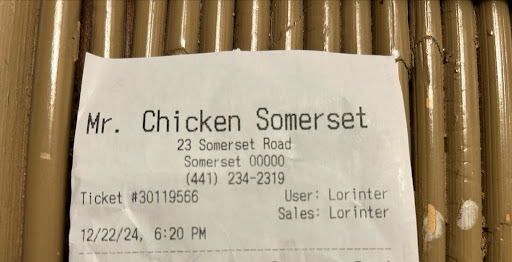 Mr. Chicken Somerset
23 Somerset Road
Somerset 00000
(441) 234-2319
Ticket #30119566 User: Lorinter
Sales: Lorinter
12/22/24, 6:20 PM